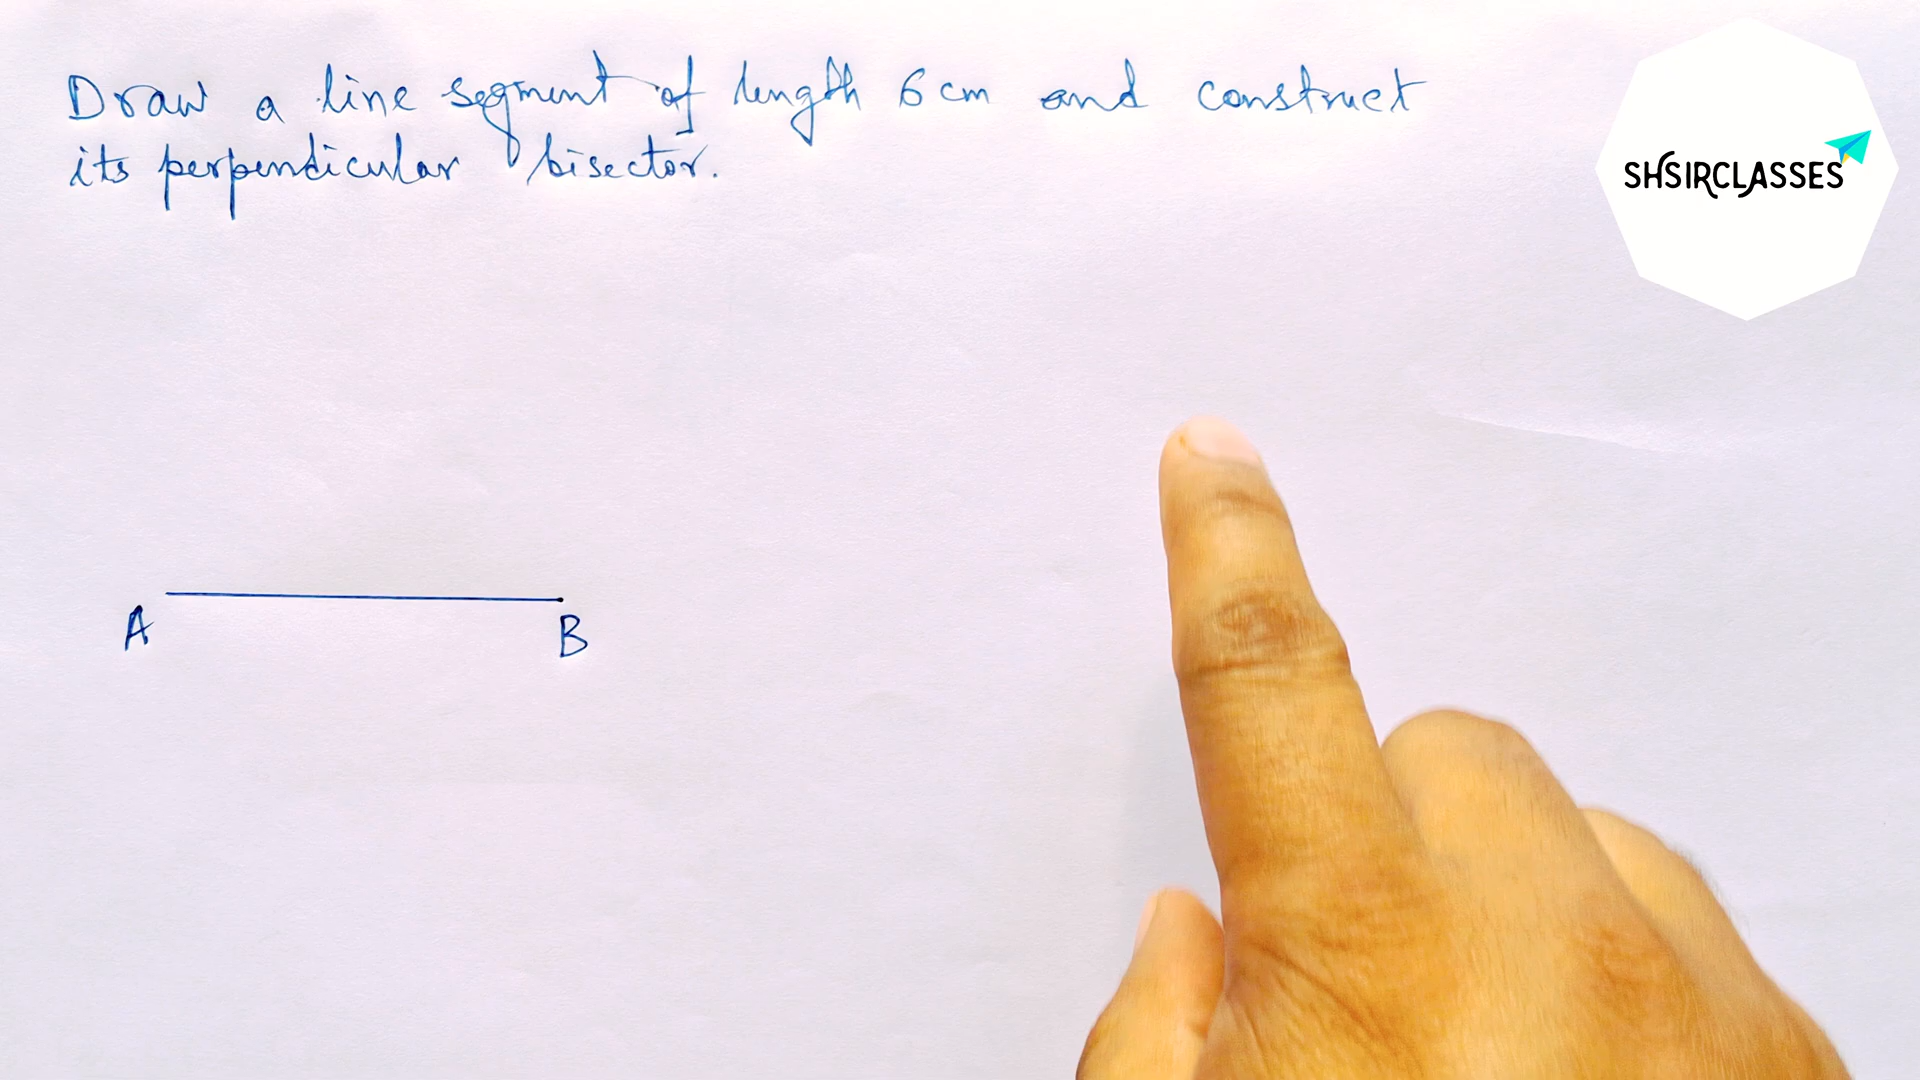 Draw a line segment of length 6 cm and construct
its perpendicular bisector.
SHSIRCLASSES
A
B